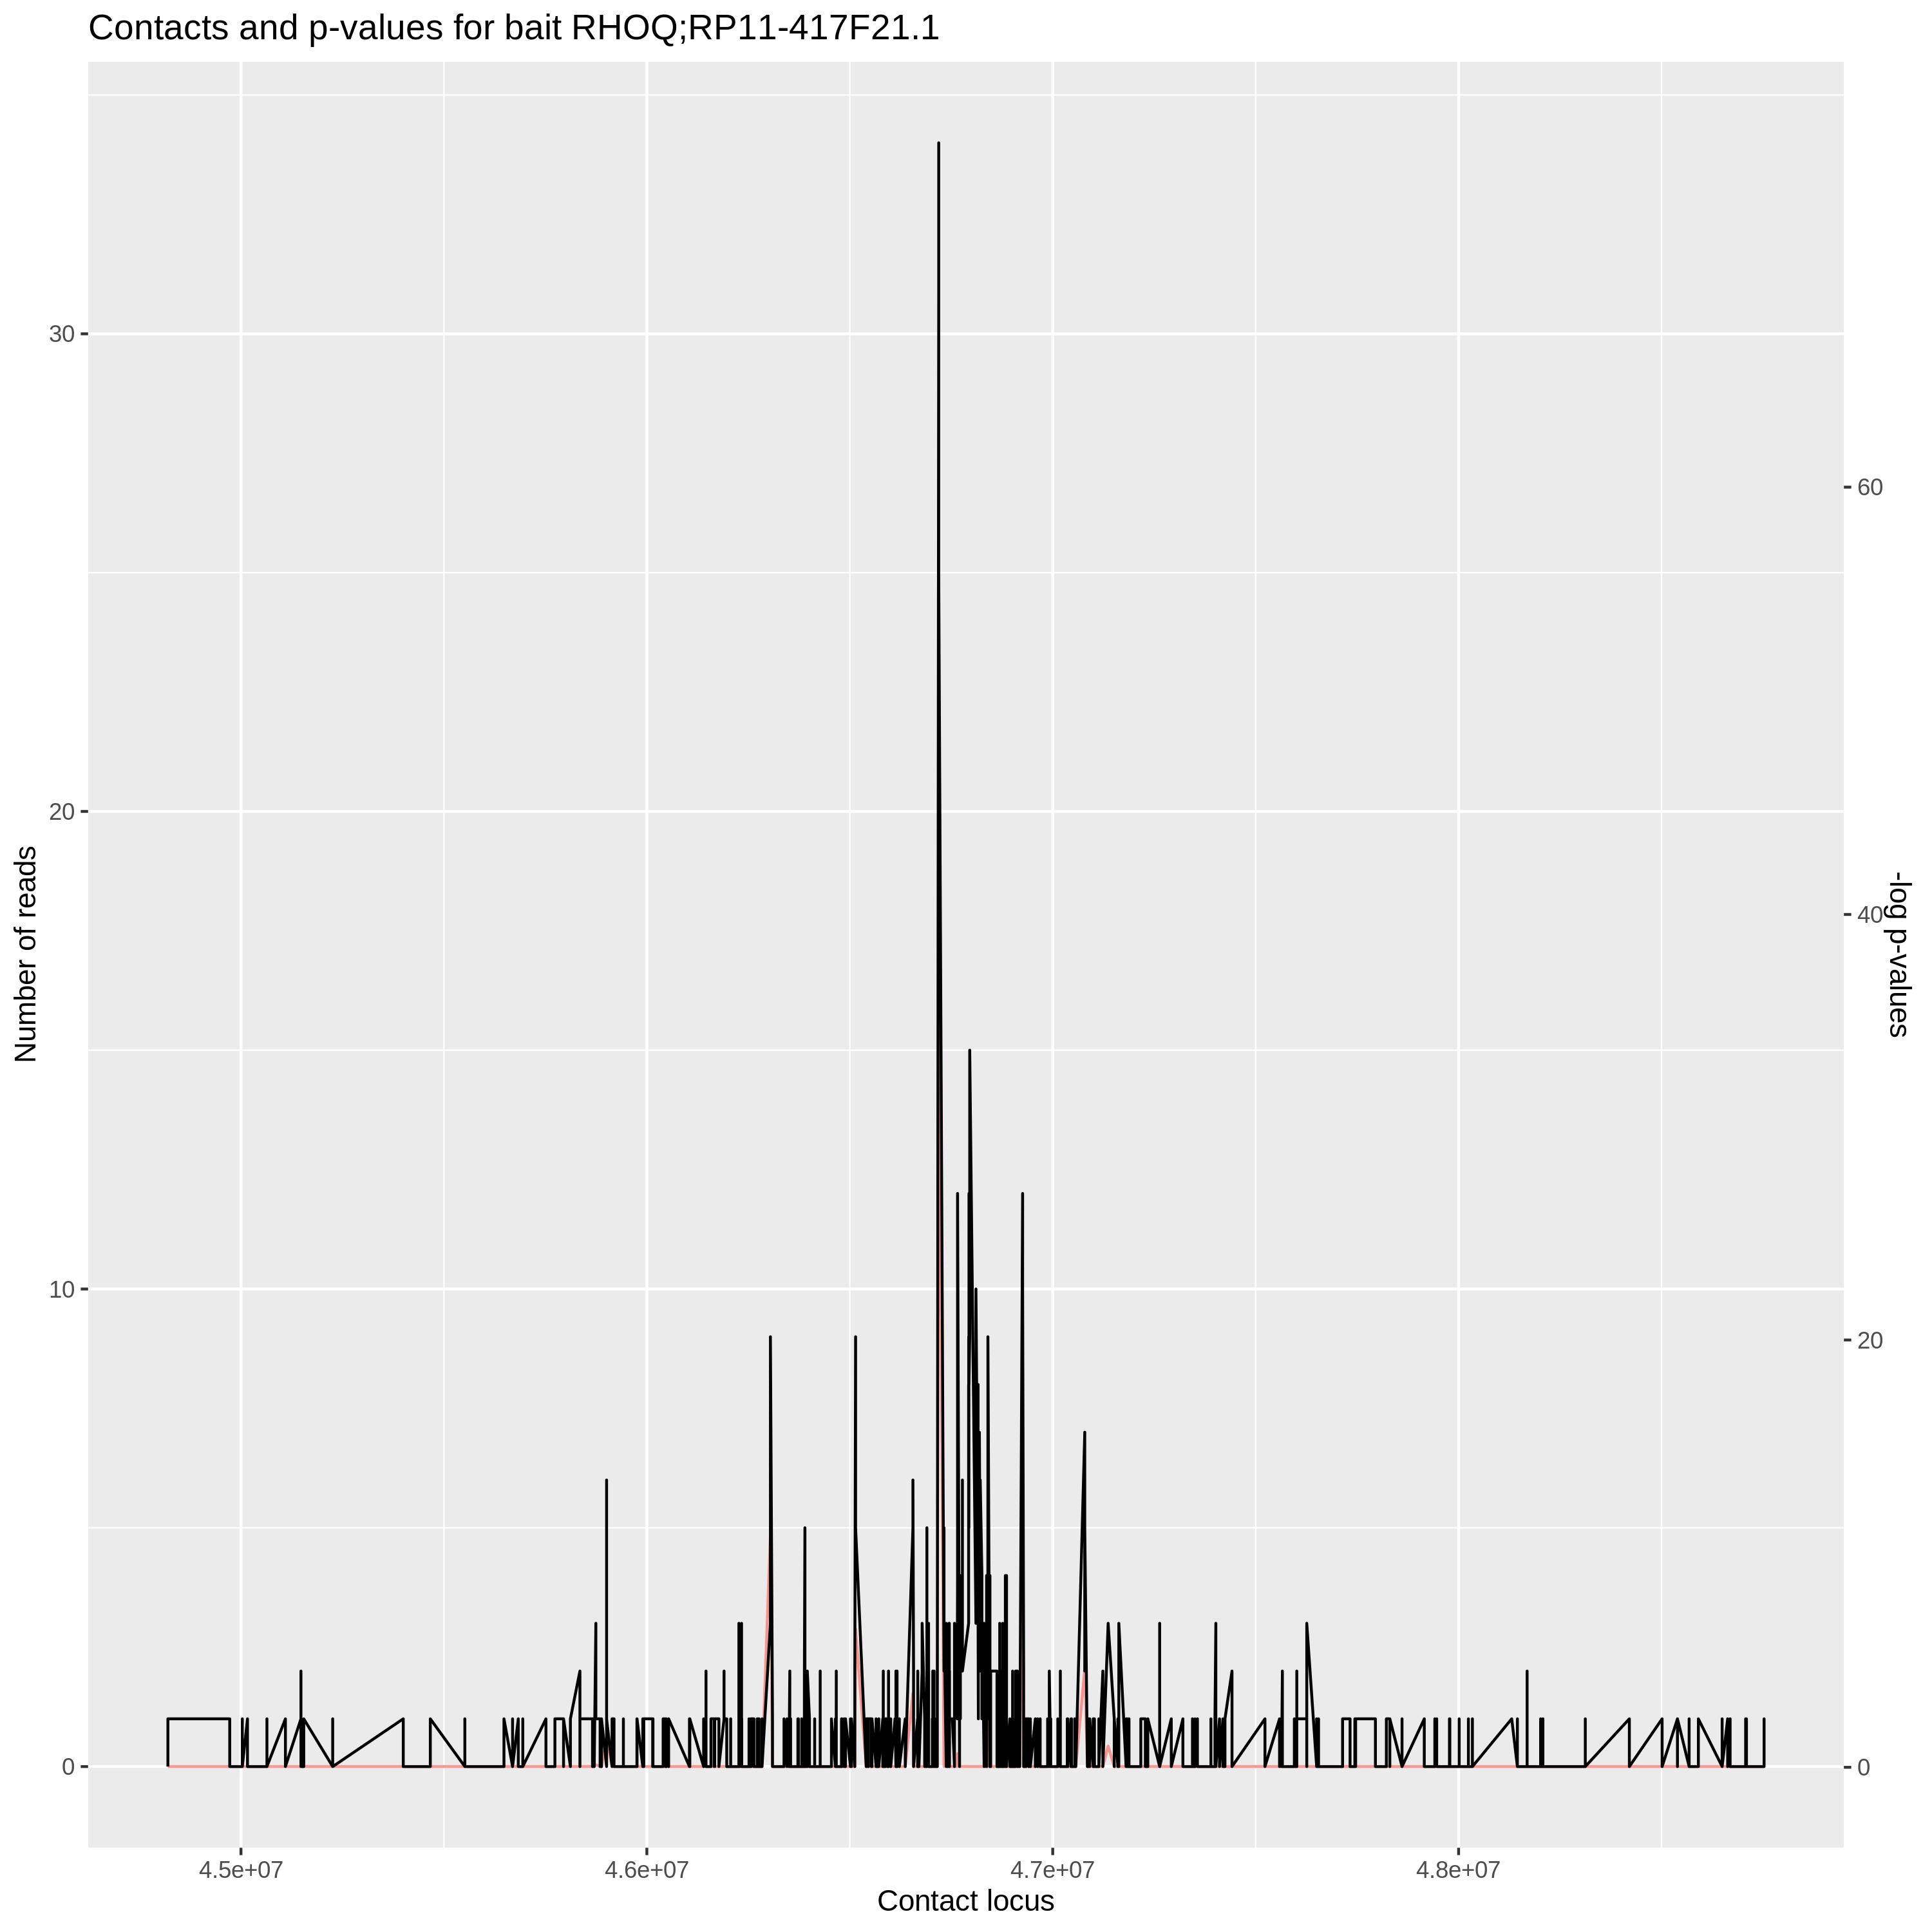 Contacts and p-values for bait RHOQ;RP11-417F21.1
30
20
10
0
Number of reads
60
40
20
0
-log p-values
4.5e+07 4.6e+07 4.7e+07 4.8e+07
Contact locus